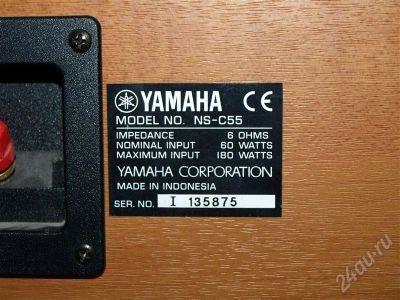 YAMAHA CE
MODEL NO. NS-C55
IMPEDANCE 6 OHMS
NOMINAL INPUT 60 WATTS
MAXIMUM INPUT 180 WATTS
YAMAHA CORPORATION
MADE IN INDONESIA
SER. NO. I 135875
24au.ru